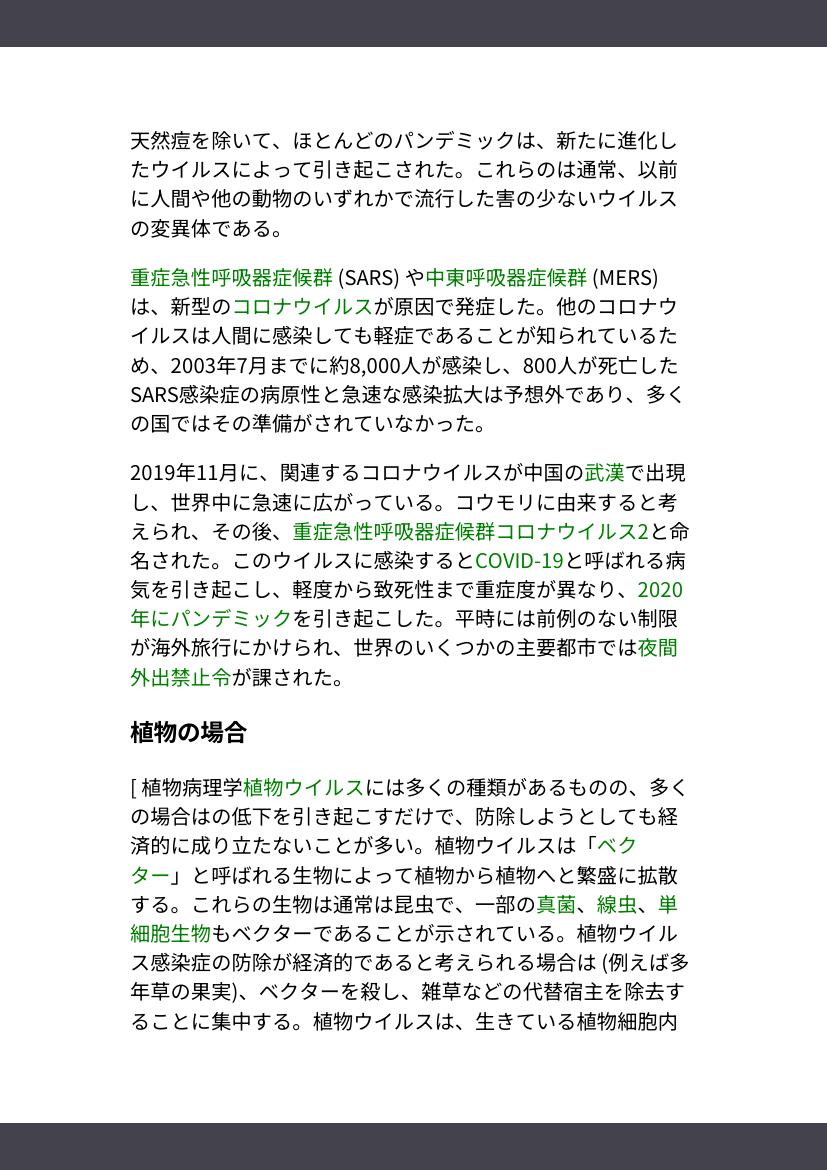 天然痘を除いて、ほとんどのパンデミックは、新たに進化し
たウイルスによって引き起こされた。これらのは通常、以前
に人間や他の動物のいずれかで流行した害の少ないウイルス
の変異体である。
重症急性呼吸器症候群 (SARS) や中東呼吸器症候群 (MERS)
は、新型のコロナウイルスが原因で発症した。他のコロナウ
イルスは人間に感染しても軽症であることが知られているた
め、2003年7月までに約8,000人が感染し、800人が死亡した
SARS感染症の病原性と急速な感染拡大は予想外であり、多く
の国ではその準備がされていなかった。
2019年11月に、関連するコロナウイルスが中国の武漢で出現
し、世界中に急速に広がっている。コウモリに由来すると考
えられ、その後、重症急性呼吸器症候群コロナウイルス2と命
名された。このウイルスに感染するとCOVID-19と呼ばれる病
気を引き起こし、軽度から致死性まで重症度が異なり、2020
年にパンデミックを引き起こした。平時には前例のない制限
が海外旅行にかけられ、世界のいくつかの主要都市では夜間
外出禁止令が課された。
植物の場合
[ 植物病理学植物ウイルスには多くの種類があるものの、多く
の場合はの低下を引き起こすだけで、防除しようとしても経
済的に成り立たないことが多い。植物ウイルスは「ベク
ター」と呼ばれる生物によって植物から植物へと繁盛に拡散
する。これらの生物は通常は昆虫で、一部の真菌、線虫、単
細胞生物もベクターであることが示されている。植物ウイル
ス感染症の防除が経済的であると考えられる場合は (例えば多
年草の果実)、ベクターを殺し、雑草などの代替宿主を除去す
ることに集中する。植物ウイルスは、生きている植物細胞内